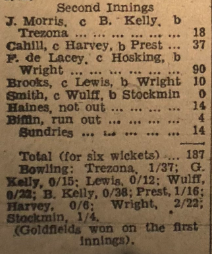 Second Innings
J. Morris, c B. Kelly, b
Trezona ... ... ... ... 18
Cahill, c Harvey, b Prest . 37
P. de Lacey, c Hosking, b
Wright ... ... ... ... 90
Brooks, c Lewis, b Wright 10
Smith, c Wulff, b Stockmin 0
Haines, not out ... ... ... 14
Biffin, run out ... ... ... 4
Sundries ... ... ... ... 14
Total (for six wickets) ... 187
Bowling: Trezona, 1/37; G.
Kelly, 0/15; Lewis, 0/12; Wulff,
0/22; B. Kelly, 0/36; Prest, 1/16;
Harvey, 0/6; Wright, 2/22;
Stockmin, 1/4.
(Goldfields won on the first
innings).